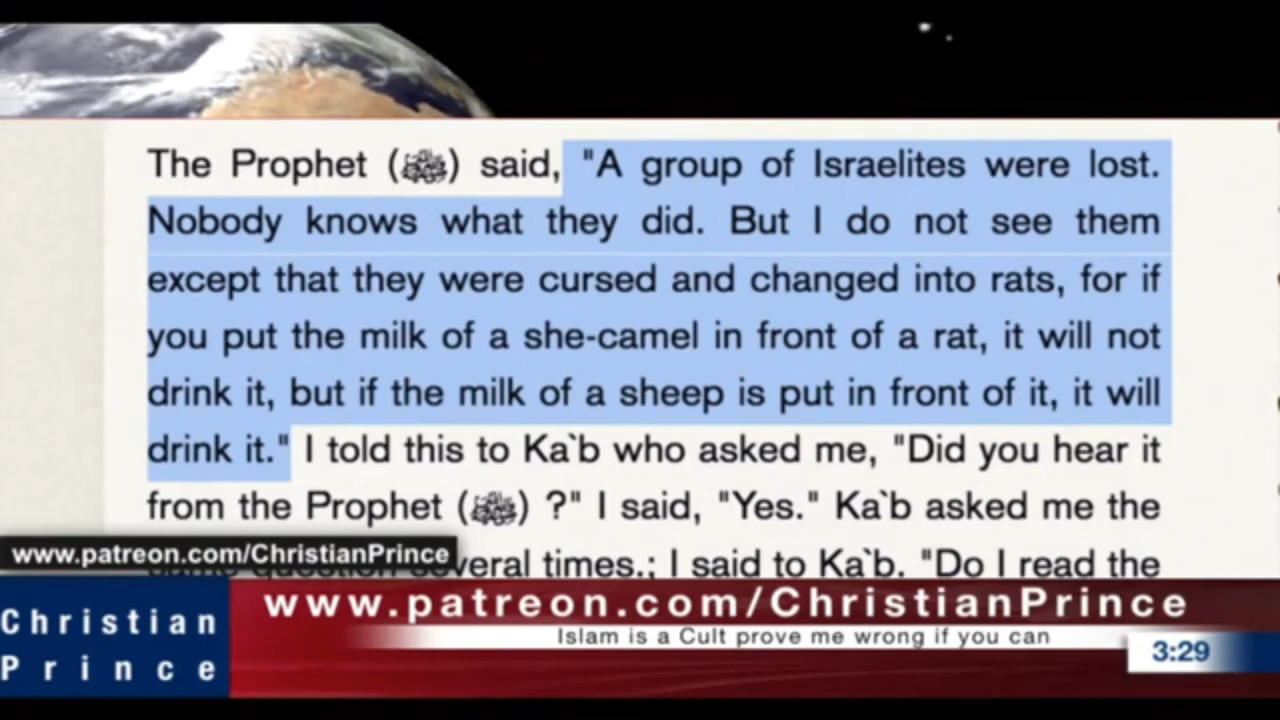 The Prophet (ﷺ) said, "A group of Israelites were lost.
Nobody knows what they did. But I do not see them
except that they were cursed and changed into rats, for if
you put the milk of a she-camel in front of a rat, it will not
drink it, but if the milk of a sheep is put in front of it, it will
drink it." I told this to Ka`b who asked me, "Did you hear it
from the Prophet (ﷺ) ?" I said, "Yes." Ka`b asked me the
same question several times.; I said to Ka`b. "Do I read the
www.patreon.com/ChristianPrince
www.patreon.com/ChristianPrince
Christian
Prince
Islam is a Cult prove me wrong if you can
3:29